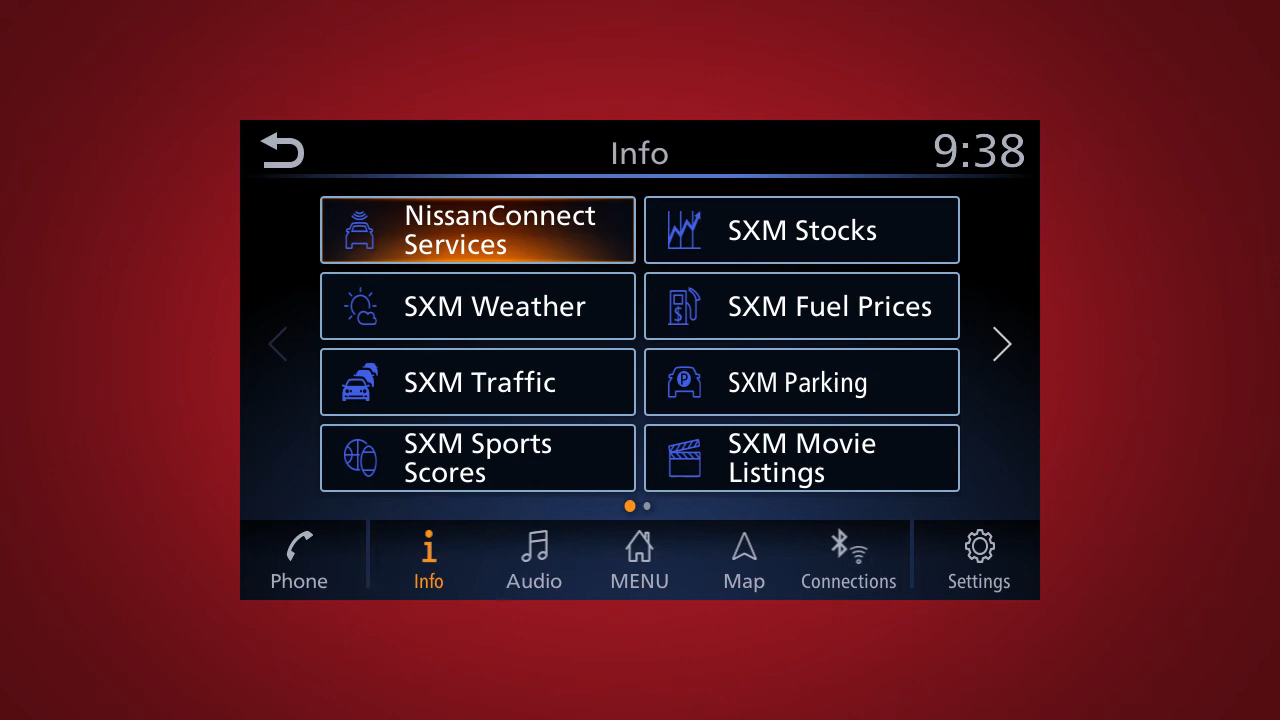 Info
9:38
NissanConnect
Services
SXM Stocks
SXM Weather
SXM Fuel Prices
$
SXM Traffic
P
SXM Parking
SXM Sports
Scores
SXM Movie
Listings
Phone
Info
Audio
MENU
Map
Connections
Settings